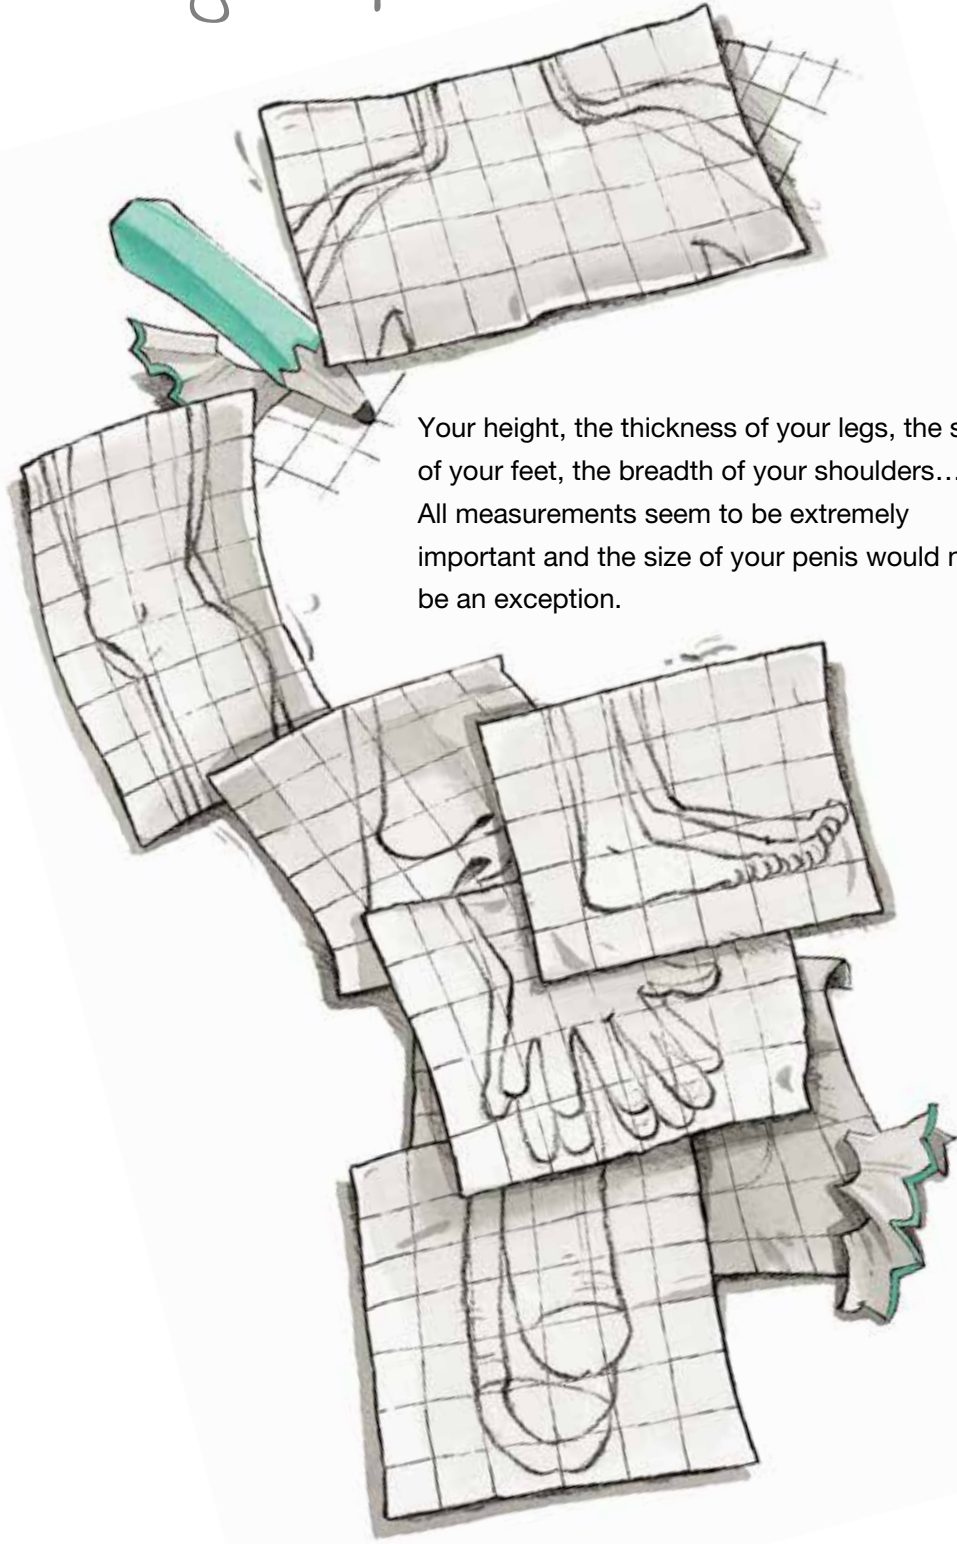 Your height, the thickness of your legs, the s
of your feet, the breadth of your shoulders…
All measurements seem to be extremely
important and the size of your penis would n
be an exception.